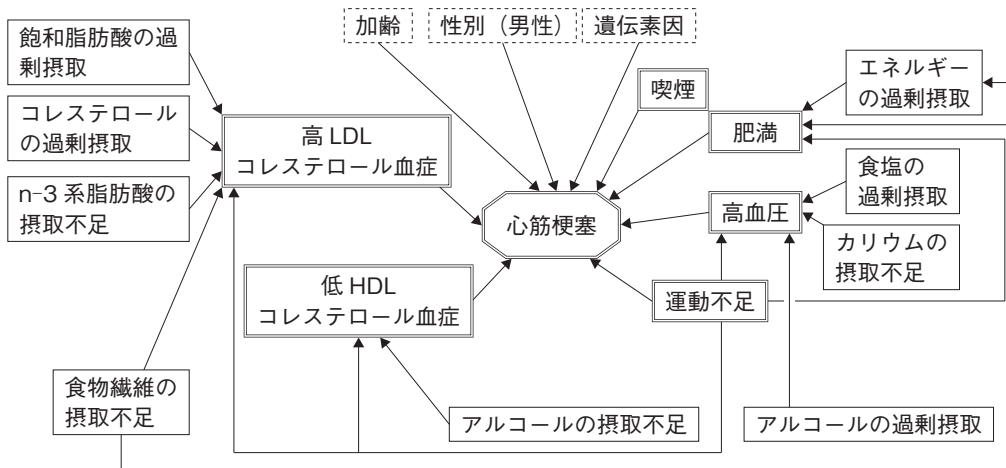 加齢
性別（男性）
遺伝素因
飽和脂肪酸の過
剰摂取
喫煙
エネルギー
の過剰摂取
コレステロール
の過剰摂取
高 LDL
コレステロール血症
肥満
n-3 系脂肪酸の
摂取不足
食塩の
過剰摂取
心筋梗塞
高血圧
カリウムの
摂取不足
低 HDL
コレステロール血症
運動不足
食物繊維の
摂取不足
アルコールの摂取不足
アルコールの過剰摂取